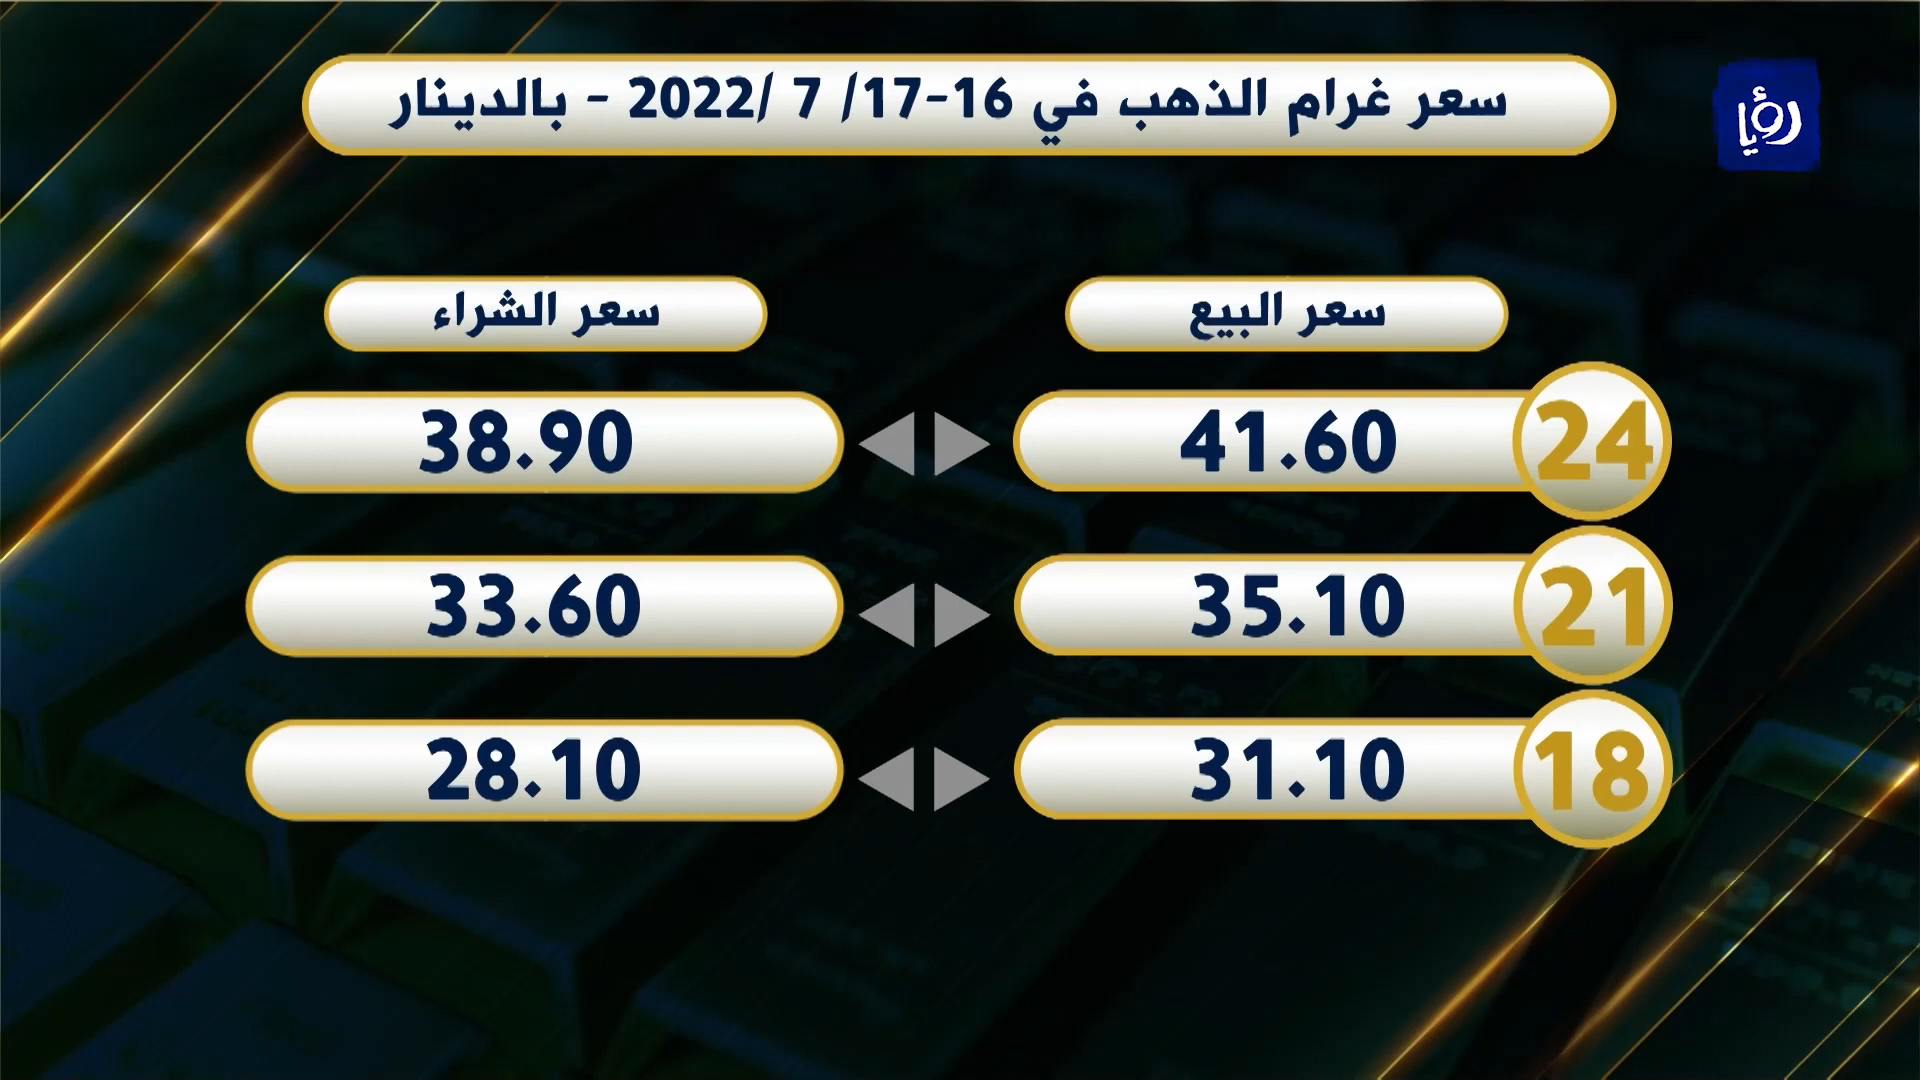 سعر غرام الذهب في 16-17/ 7 /2022 - بالدينار
رؤيا
سعر البيع سعر الشراء
24 41.60 38.90
21 35.10 33.60
18 31.10 28.10